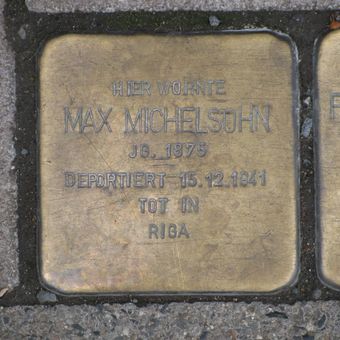 HIER WOHNTE
MAX MICHELSOHN
JG. 1875
DEPORTIERT 15.12.1941
TOT IN
RIGA